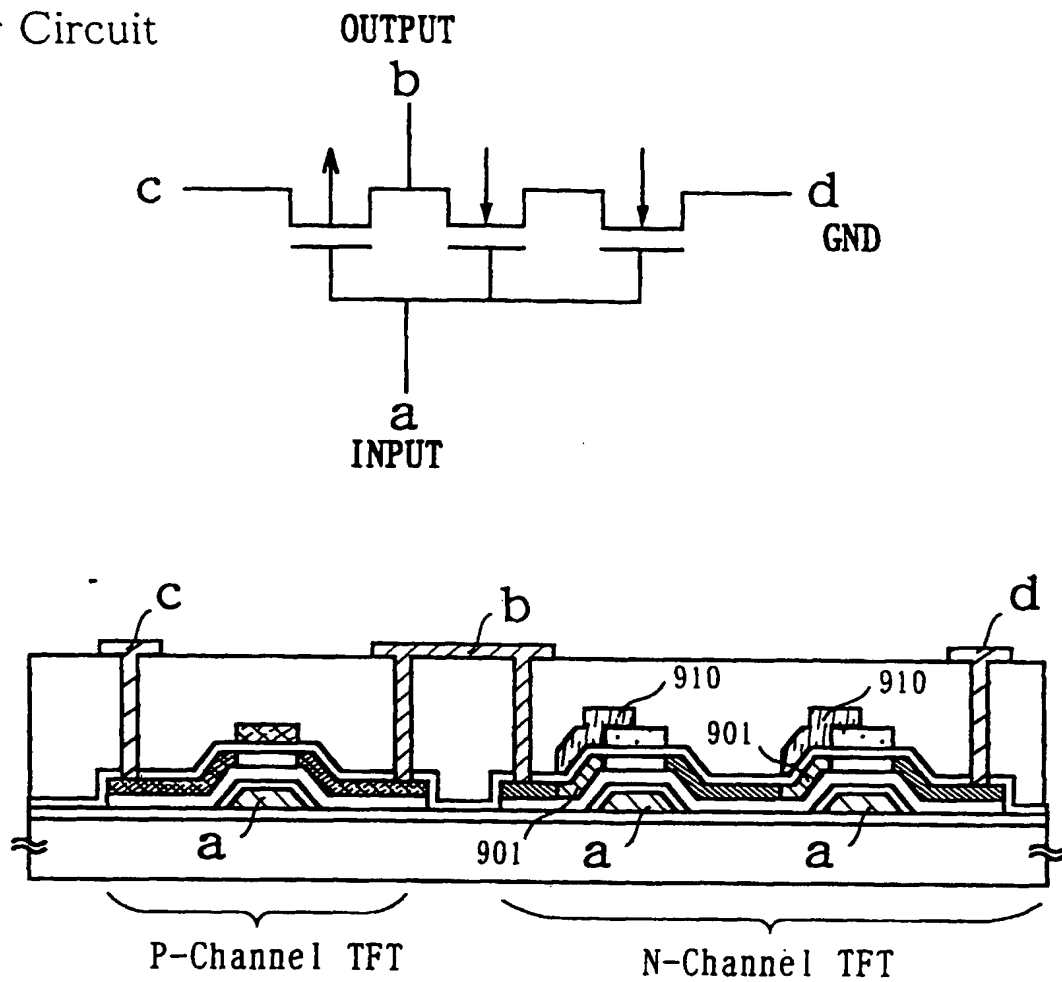 Circuit
OUTPUT
b
c
d
GND
a
INPUT
c
b
d
910
910
901
a
901
a
a
P-Channel TFT
N-Channel TFT